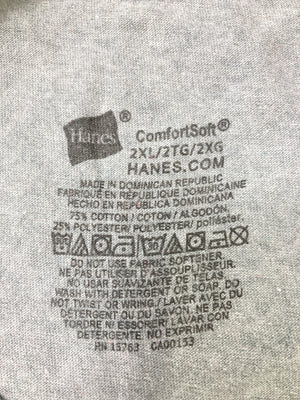 Hanes®
ComfortSoft®
2XL/2TG/2XG
HANES.COM
MADE IN DOMINICAN REPUBLIC
FABRIQUÉ EN RÉPUBLIQUE DOMINICAINE
HECHO EN REPÚBLICA DOMINICANA
75% COTTON / COTON / ALGODÓN,
25% POLYESTER/ POLYESTER/ poliéster.
DO NOT USE FABRIC SOFTENER.
NE PAS UTILISER D'ASSOUPLISSEUR.
NO USAR SUAVIZANTE DE TELAS.
WASH WITH DETERGENT OR SOAP. DO
NOT TWIST OR WRING./LAVER AVEC DU
DÉTERGENT OU DU SAVON. NE PAS
TORDRE NI ESSORER/ LAVAR CON
DETERGENTE. NO EXPRIMIR
RN 15763 CA00153